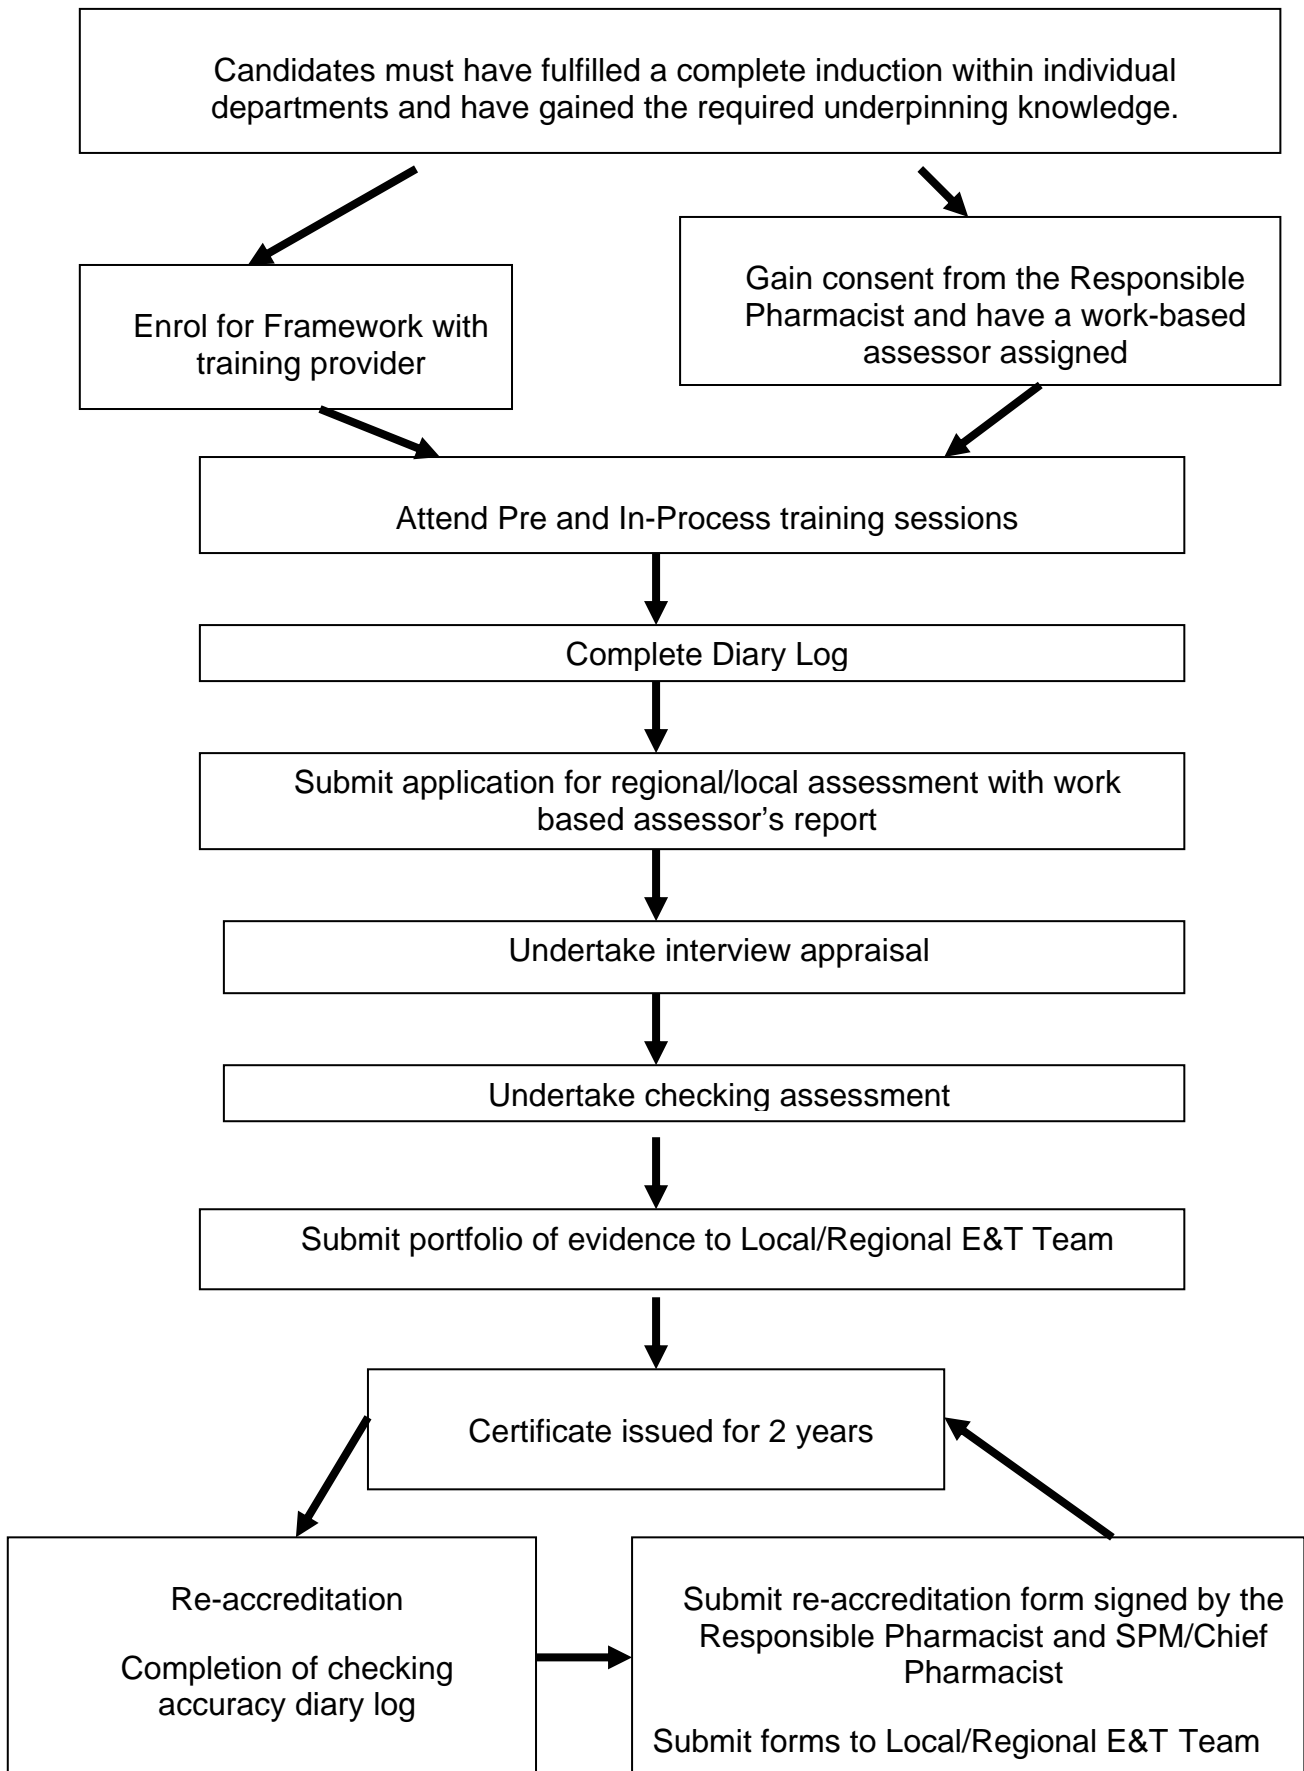 Candidates must have fulfilled a complete induction within individual
departments and have gained the required underpinning knowledge.
Enrol for Framework with
training provider
Gain consent from the Responsible
Pharmacist and have a work-based
assessor assigned
Attend Pre and In-Process training sessions
Complete Diary Log
Submit application for regional/local assessment with work
based assessor’s report
Undertake interview appraisal
Undertake checking assessment
Submit portfolio of evidence to Local/Regional E&T Team
Certificate issued for 2 years
Re-accreditation
Completion of checking
accuracy diary log
Submit re-accreditation form signed by the
Responsible Pharmacist and SPM/Chief
Pharmacist
Submit forms to Local/Regional E&T Team